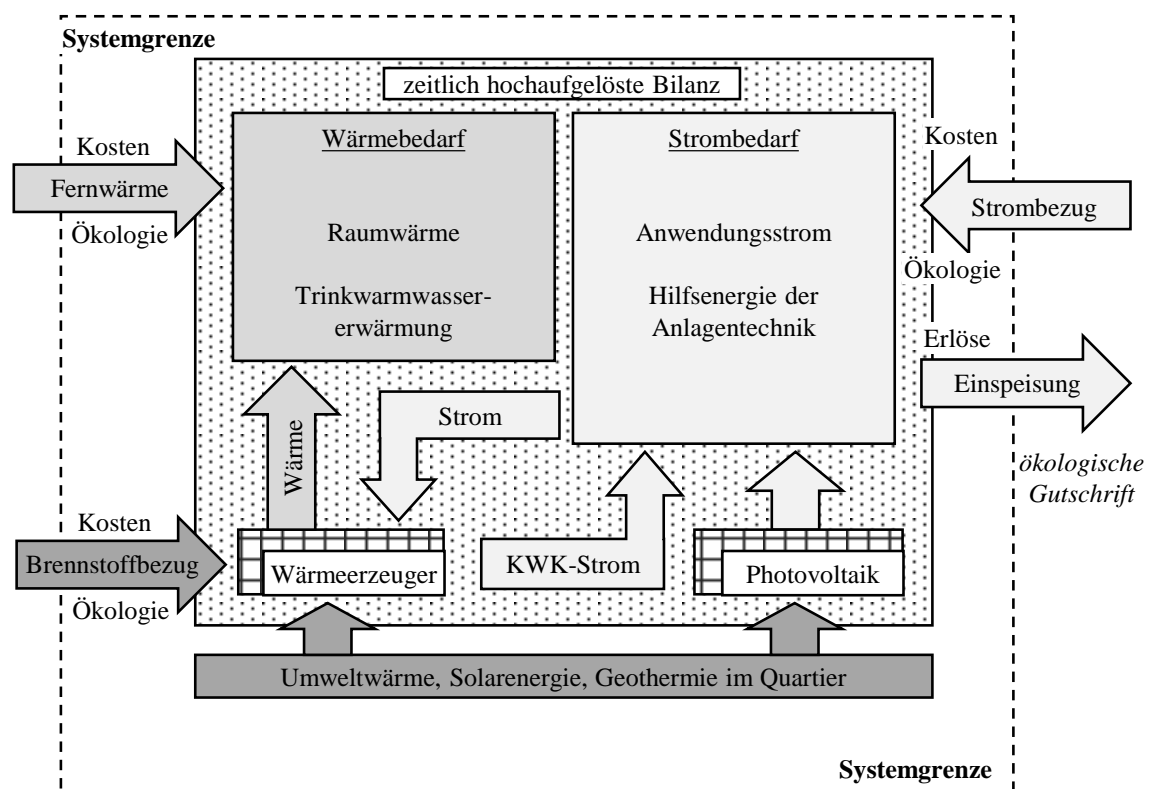 Systemgrenze
zeitlich hochaufgelöste Bilanz
Kosten
Fernwärme
Ökologie
Wärmebedarf
Raumwärme
Trinkwarmwasser-
erwärmung
Strombedarf
Anwendungsstrom
Hilfsenergie der
Anlagentechnik
Kosten
Strombezug
Ökologie
Erlöse
Einspeisung
ökologische
Gutschrift
Wärme
Strom
Kosten
Brennstoffbezug
Ökologie
Wärmeerzeuger
KWK-Strom
Photovoltaik
Umweltwärme, Solarenergie, Geothermie im Quartier
Systemgrenze